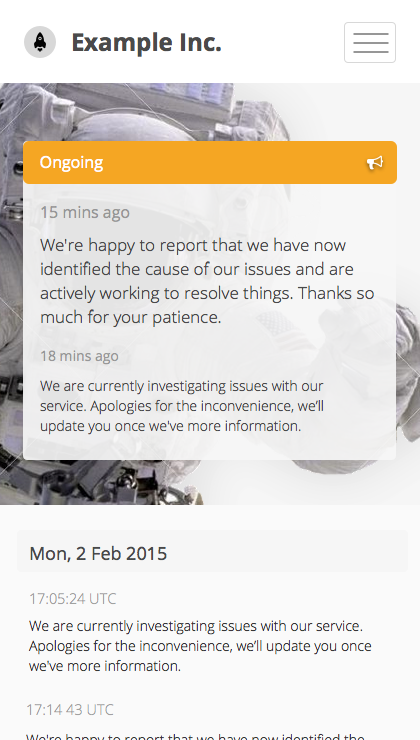 Example Inc.
Ongoing
15 mins ago
We're happy to report that we have now
identified the cause of our issues and are
actively working to resolve things. Thanks so
much for your patience.
18 mins ago
We are currently investigating issues with our
service. Apologies for the inconvenience, we'll
update you once we've more information.
Mon, 2 Feb 2015
17:05:24 UTC
We are currently investigating issues with our service.
Apologies for the inconvenience, we'll update you once
we've more information.
17:14 43 UTC
We're happy to report that we have now identified the